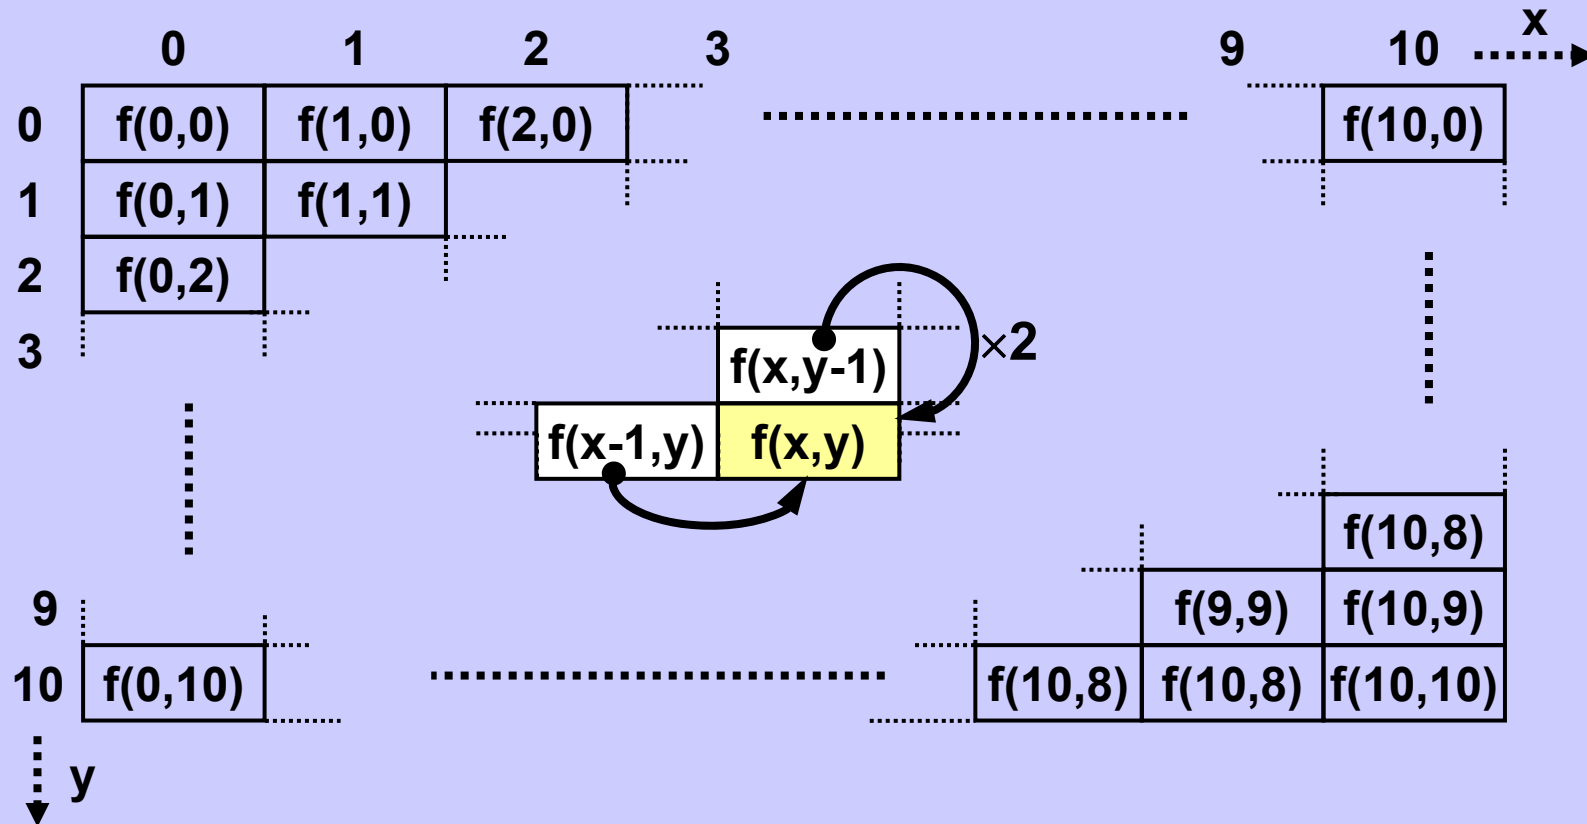 x
0 1 2 3 9 10
0 f(0,0) f(1,0) f(2,0) f(10,0)
1 f(0,1) f(1,1)
2 f(0,2)
3 ×2
f(x,y-1)
f(x-1,y) f(x,y)
f(10,8)
9 f(9,9) f(10,9)
10 f(0,10) f(10,8) f(10,8) f(10,10)
y